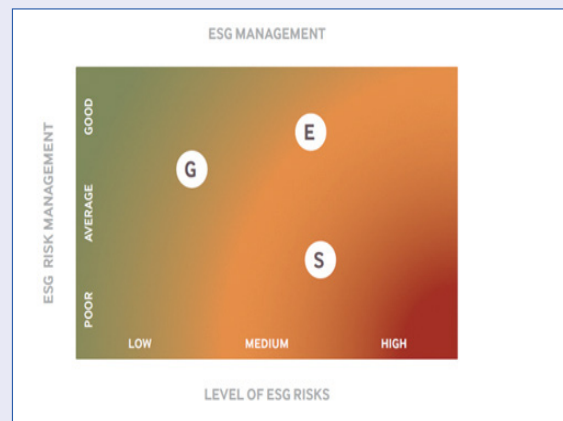 ESG MANAGEMENT
ESG RISK MANAGEMENT
GOOD
AVERAGE
POOR
E
G
S
LOW
MEDIUM
HIGH
LEVEL OF ESG RISKS